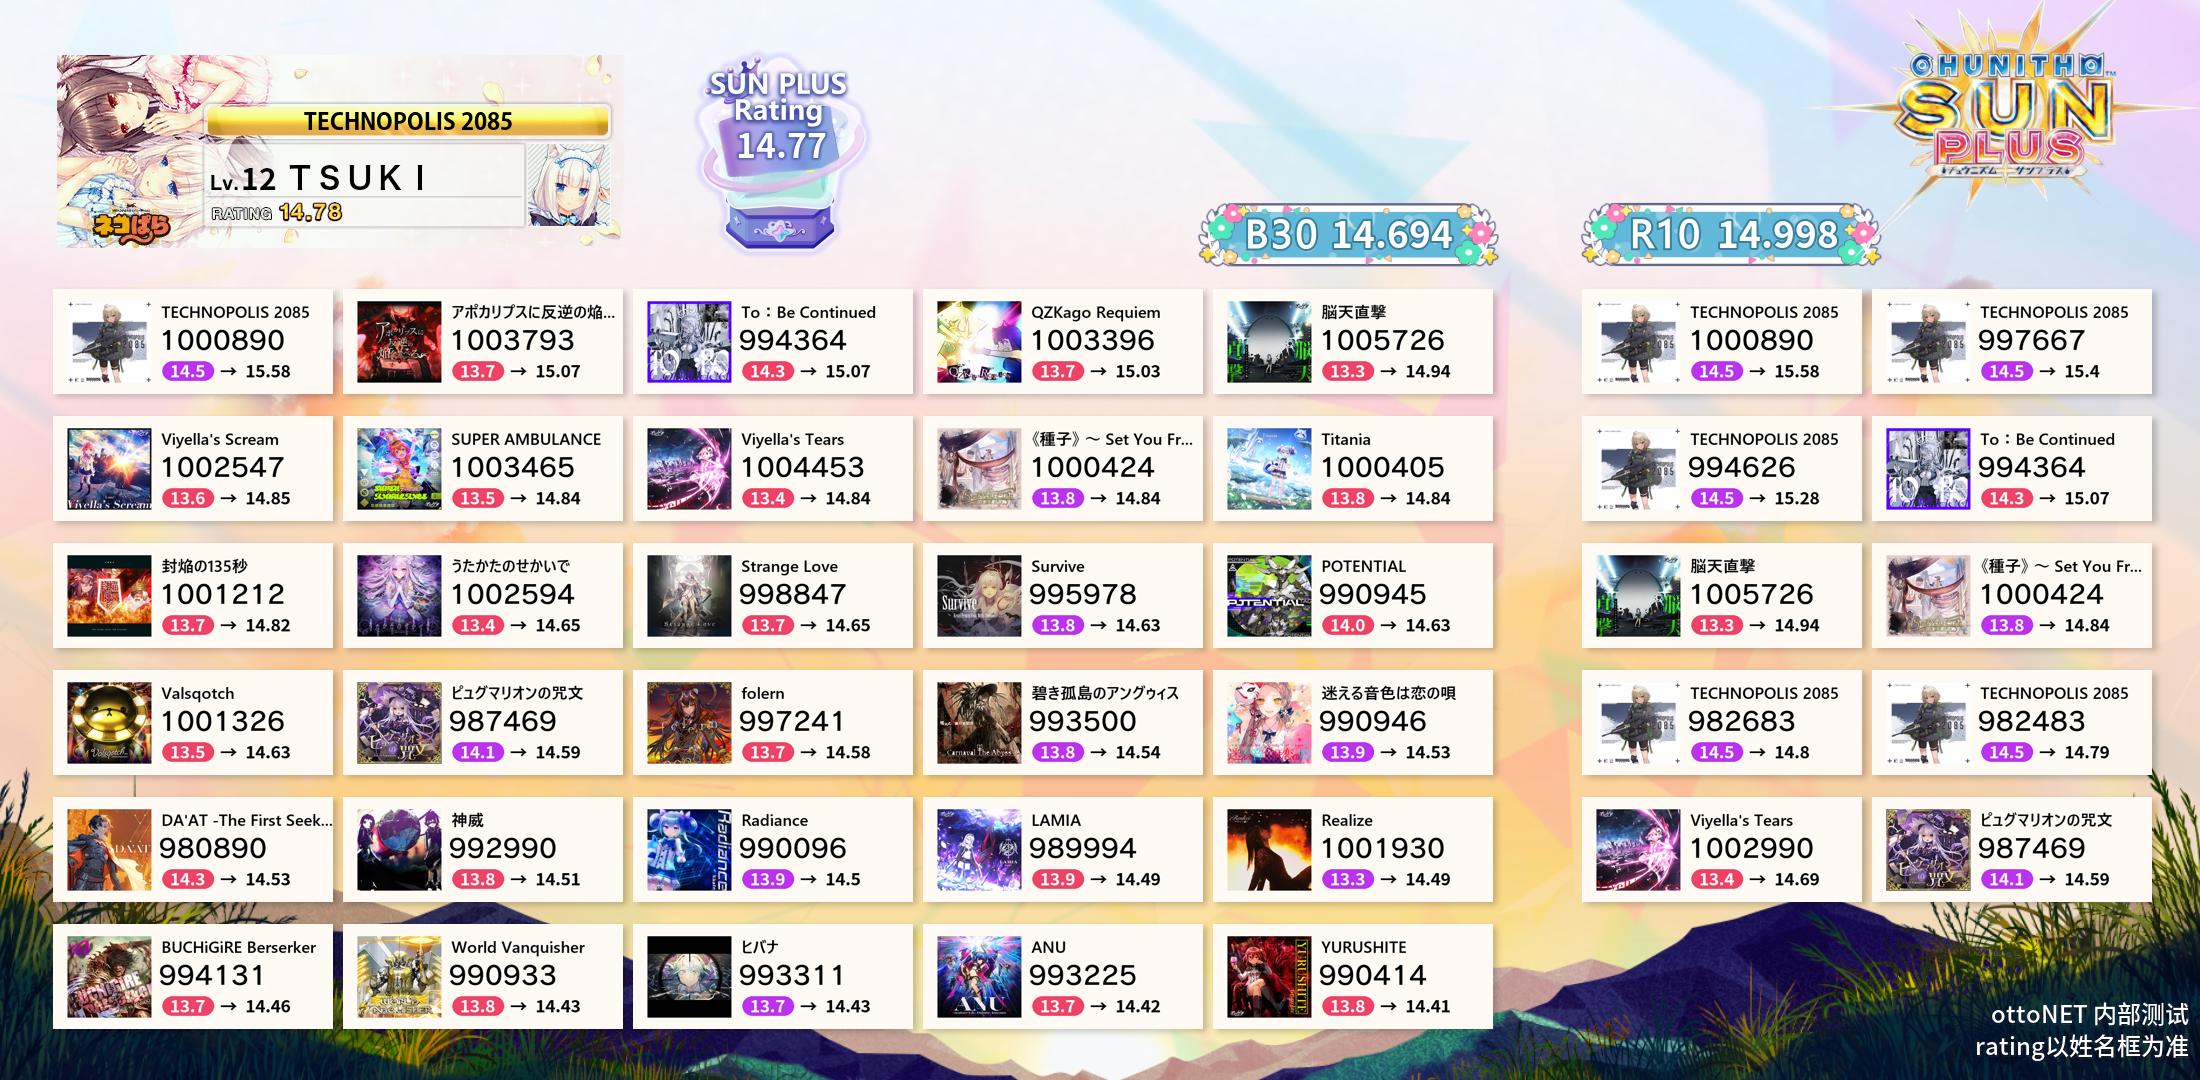 TECHNOPOLIS 2085
Lv.12 TSUKI
RATING 14.78
ネコぱら
SUN PLUS
Rating
14.77
CHUNITHM
SUN
PLUS
チュウニズム サンプラス
B30 14.694
R10 14.998
TECHNOPOLIS 2085
1000890
14.5 → 15.58
アポカリプスに反逆の焔...
1003793
13.7 → 15.07
To：Be Continued
994364
14.3 → 15.07
QZKago Requiem
1003396
13.7 → 15.03
脳天直撃
1005726
13.3 → 14.94
Viyella's Scream
1002547
13.6 → 14.85
SUPER AMBULANCE
1003465
13.5 → 14.84
Viyella's Tears
1004453
13.4 → 14.84
《種子》 ～ Set You Fr...
1000424
13.8 → 14.84
Titania
1000405
13.8 → 14.84
封焔の135秒
1001212
13.7 → 14.82
うたかたのせかいで
1002594
13.4 → 14.65
Strange Love
998847
13.7 → 14.65
Survive
995978
13.8 → 14.63
POTENTIAL
990945
14.0 → 14.63
Valsqotch
1001326
13.5 → 14.63
ピュグマリオンの咒文
987469
14.1 → 14.59
folern
997241
13.7 → 14.58
碧き孤島のアングゥィス
993500
13.8 → 14.54
迷える音色は恋の唄
990946
13.9 → 14.53
DA'AT -The First Seek...
980890
14.3 → 14.53
神威
992990
13.8 → 14.51
Radiance
990096
13.9 → 14.5
LAMIA
989994
13.9 → 14.49
Realize
1001930
13.3 → 14.49
BUCHiGiRE Berserker
994131
13.7 → 14.46
World Vanquisher
990933
13.8 → 14.43
ヒバナ
993311
13.7 → 14.43
ANU
993225
13.7 → 14.42
YURUSHITE
990414
13.8 → 14.41
TECHNOPOLIS 2085
1000890
14.5 → 15.58
TECHNOPOLIS 2085
997667
14.5 → 15.4
TECHNOPOLIS 2085
994626
14.5 → 15.28
To：Be Continued
994364
14.3 → 15.07
脳天直撃
1005726
13.3 → 14.94
《種子》 ～ Set You Fr...
1000424
13.8 → 14.84
TECHNOPOLIS 2085
982683
14.5 → 14.8
TECHNOPOLIS 2085
982483
14.5 → 14.79
Viyella's Tears
1002990
13.4 → 14.69
ピュグマリオンの咒文
987469
14.1 → 14.59
ottoNET 内部测试
rating以姓名框为准